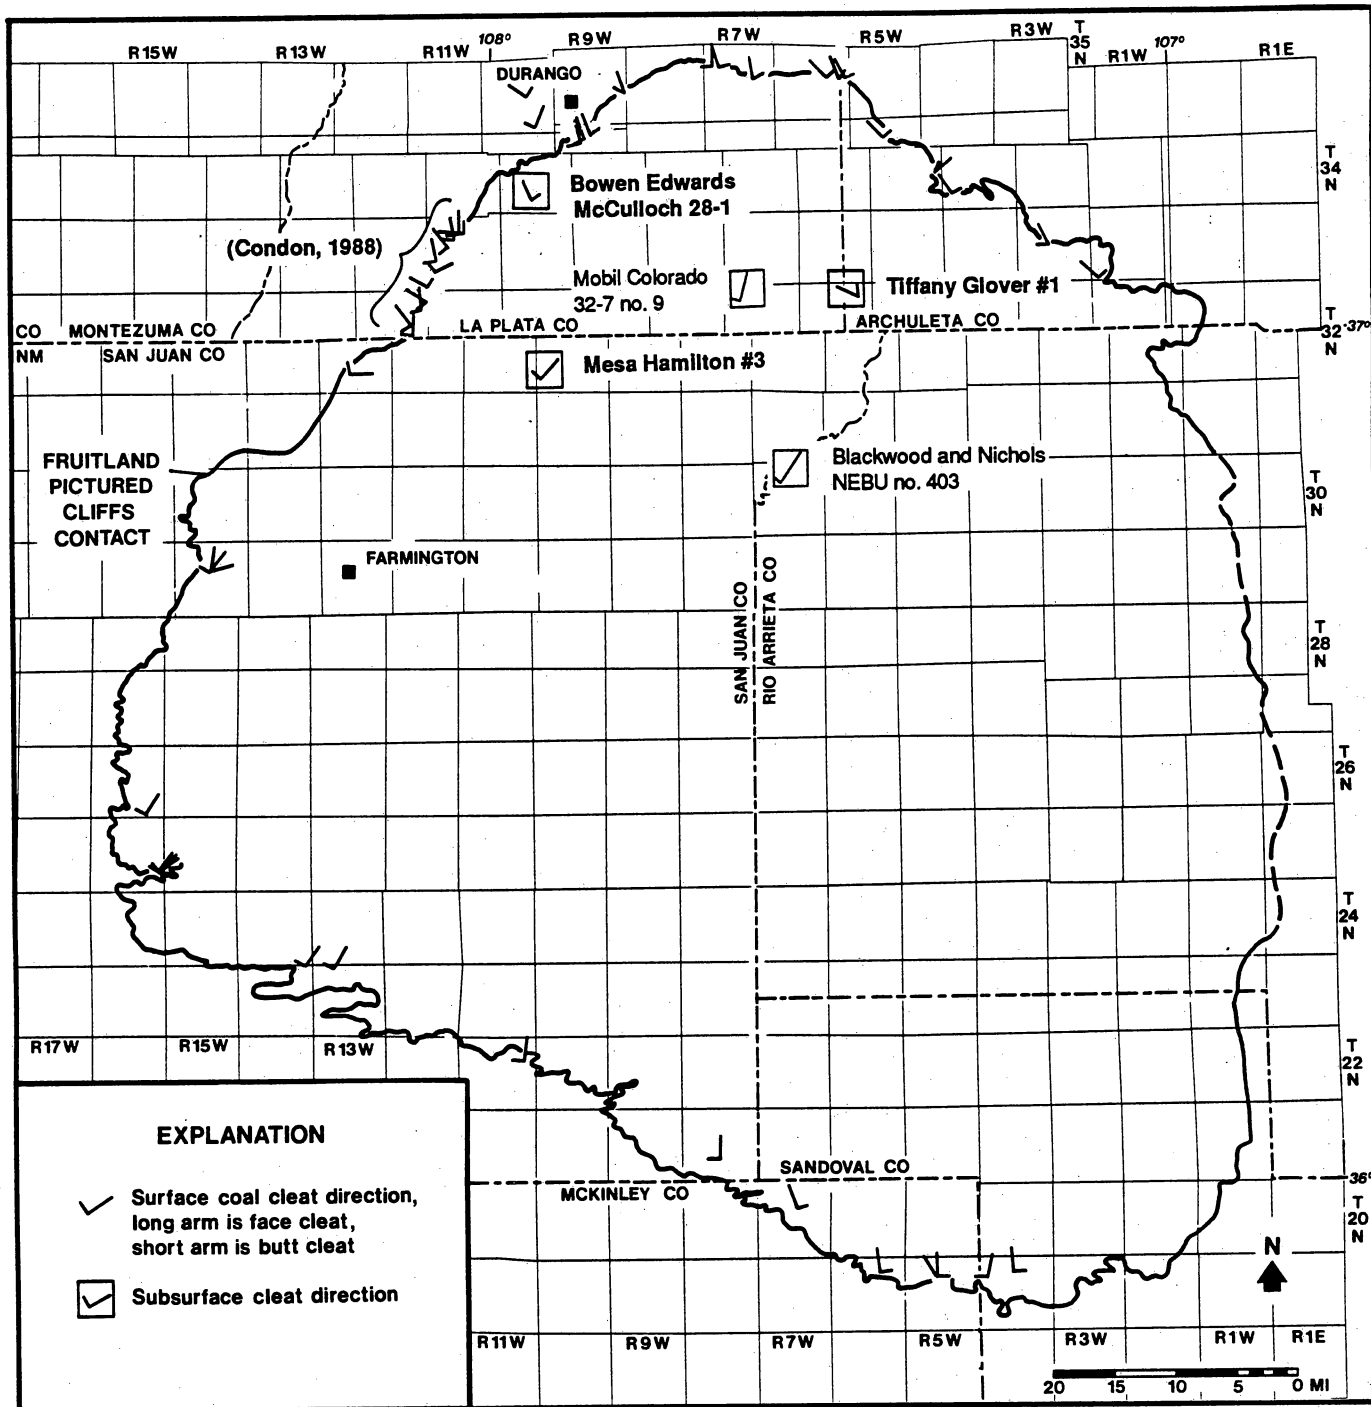 R15W R13W R11W 108° R9W R7W R5W R3W T 35 N R1W 107° R1E
DURANGO
T
34
N
Bowen Edwards
McCulloch 28-1
(Condon, 1988)
Mobil Colorado
32-7 no. 9
Tiffany Glover #1
CO MONTEZUMA CO
LA PLATA CO
ARCHULETA CO
T
32
N
37°
NM SAN JUAN CO
Mesa Hamilton #3
FRUITLAND
PICTURED
CLIFFS
CONTACT
Blackwood and Nichols
NEBU no. 403
T
30
N
FARMINGTON
SAN JUAN CO
RIO ARRIETA CO
T
28
N
T
26
N
T
24
N
R17W R15W R13W
T
22
N
SANDOVAL CO
MCKINLEY CO
36°
T
20
N
EXPLANATION
Surface coal cleat direction,
long arm is face cleat,
short arm is butt cleat
Subsurface cleat direction
N
R11W R9W R7W R5W R3W R1W R1E
20 15 10 5 0 MI